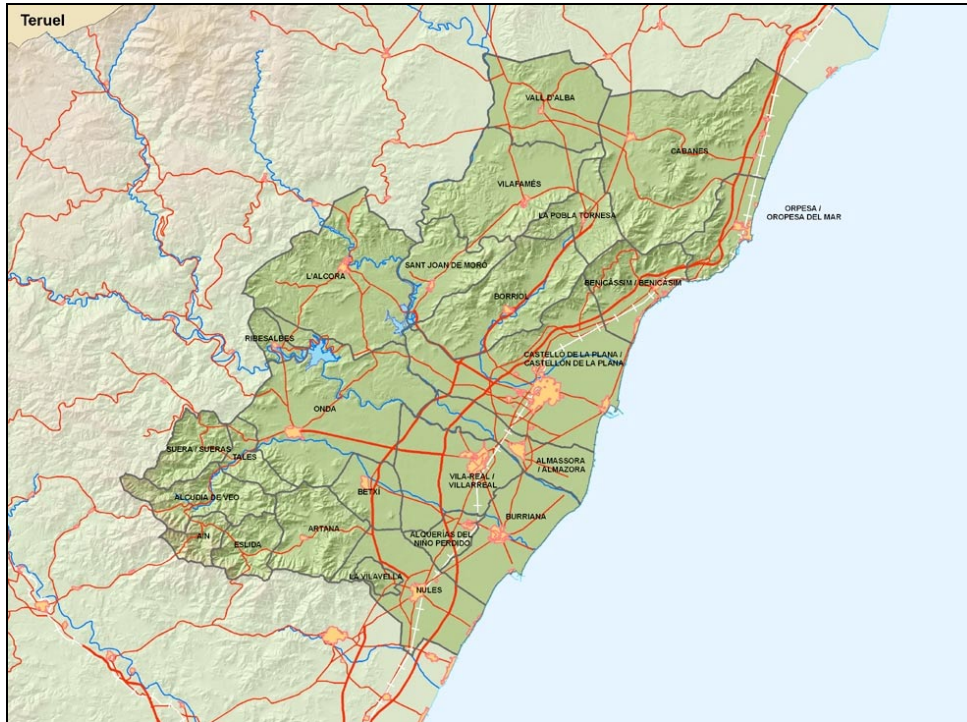 Teruel
VALL D'ALBA
CABANES
VILAFAMÉS
ORPESA /
OROPESA DEL MAR
LA POBLA TORNESA
SANT JOAN DE MORÓ
L'ALCORA
BENICÀSSIM / BENICÁSIM
BORRIOL
RIBESALBES
CASTELLÓ DE LA PLANA /
CASTELLÓN DE LA PLANA
ONDA
SUERA / SUERAS
TALES
ALMASSORA
/ ALMAZORA
VILA-REAL /
VILLARREAL
BETXÍ
ALCUDIA DE VEO
BURRIANA
ARTANA
ALQUERÍAS DEL
NIÑO PERDIDO
AÍN
ESLIDA
LA VILAVELLA
NULES